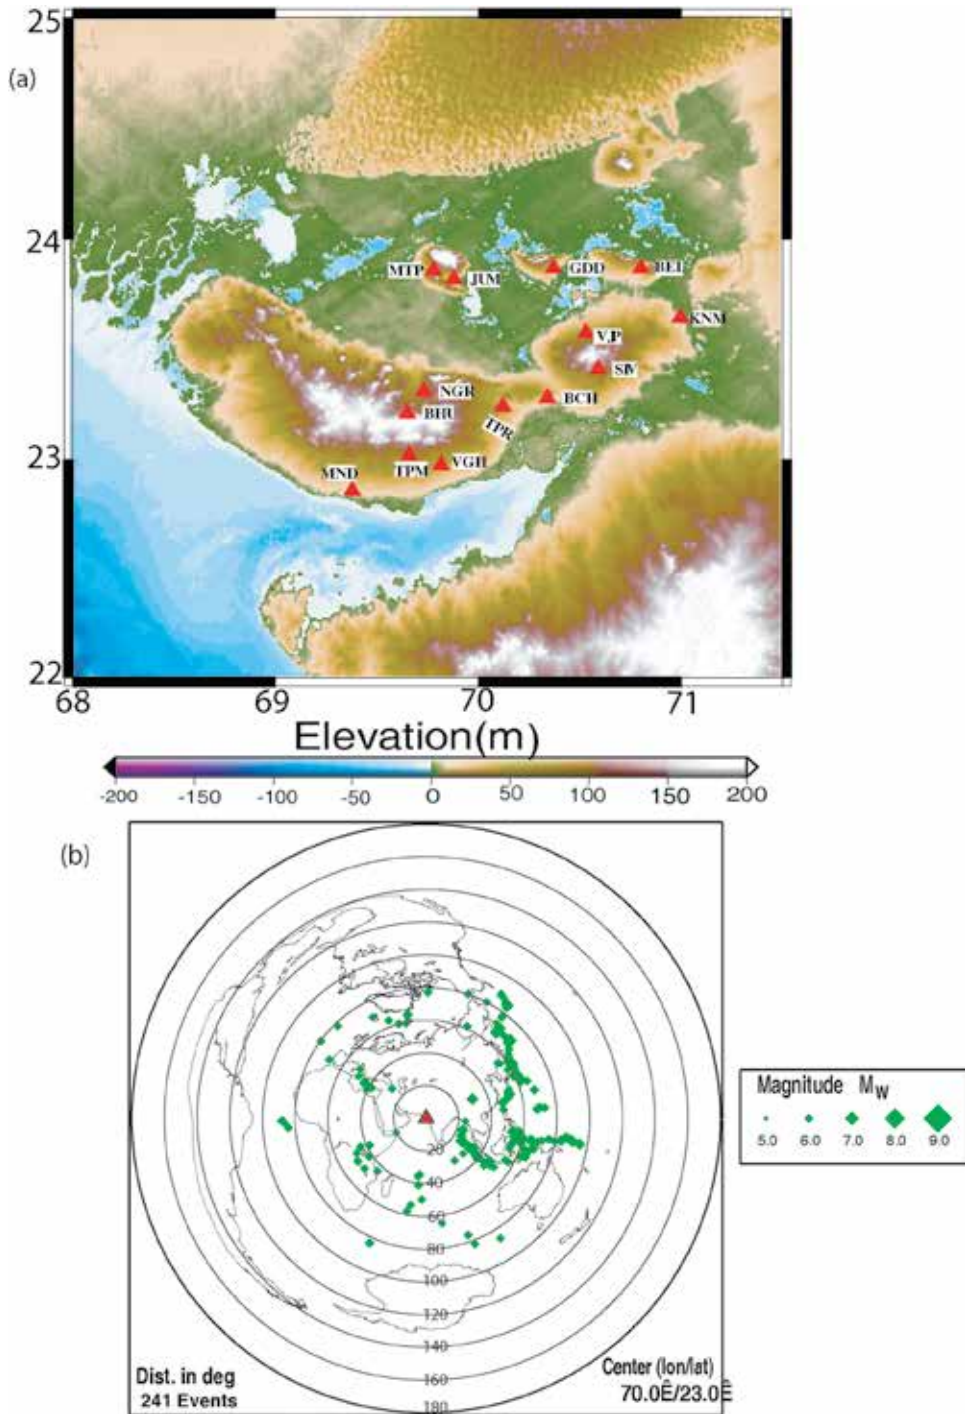 25
(a)
24
MTP
JUM
GDD
BEL
KNM
VJP
SIV
NGR
BHR
BCH
TPR
23
MND
TPM
VGH
22
68
69
70
71
Elevation(m)
-200 -150 -100 -50 0 50 100 150 200
(b)
Magnitude Mw
5.0 6.0 7.0 8.0 9.0
20
40
60
80
100
120
140
160
180
Dist. in deg
241 Events
Center (lon/lat)
70.0Ê/23.0Ê